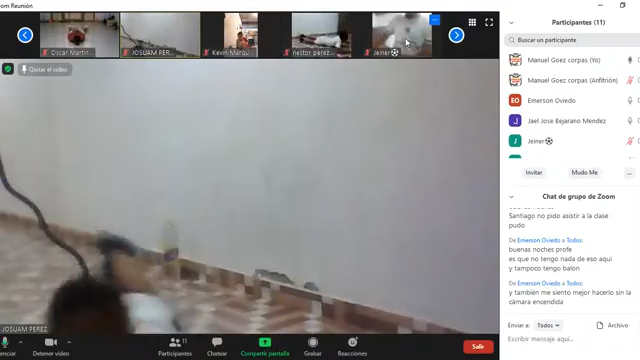 om Reunión
Oscar Martin
JOSUAM PER...
Kevin Marqu...
nestor perez...
Jeiner
Quitar el video
JOSUAM PEREZ
enciar
Detener video
11
Participantes
Chatear
Compartir pantalla
Grabar
Reacciones
Salir
Participantes (11)
Buscar un participante
Manuel Goez corpas (Yo)
Manuel Goez corpas (Anfitrión)
EO Emerson Oviedo
J Jael Jose Bejarano Mendez
J Jeiner
Invitar
Mudo Me
...
Chat de grupo de Zoom
Santiago no pido asistir a la clase
pudo
De Emerson Oviedo a Todos:
buenas noches profe
es que no tengo nada de eso aqui
y tampoco tengo balon
De Emerson Oviedo a Todos:
y también me siento mejor hacerlo sin la
cámara encendida
Enviar a: Todos
Archivo
Escribir mensaje aquí...